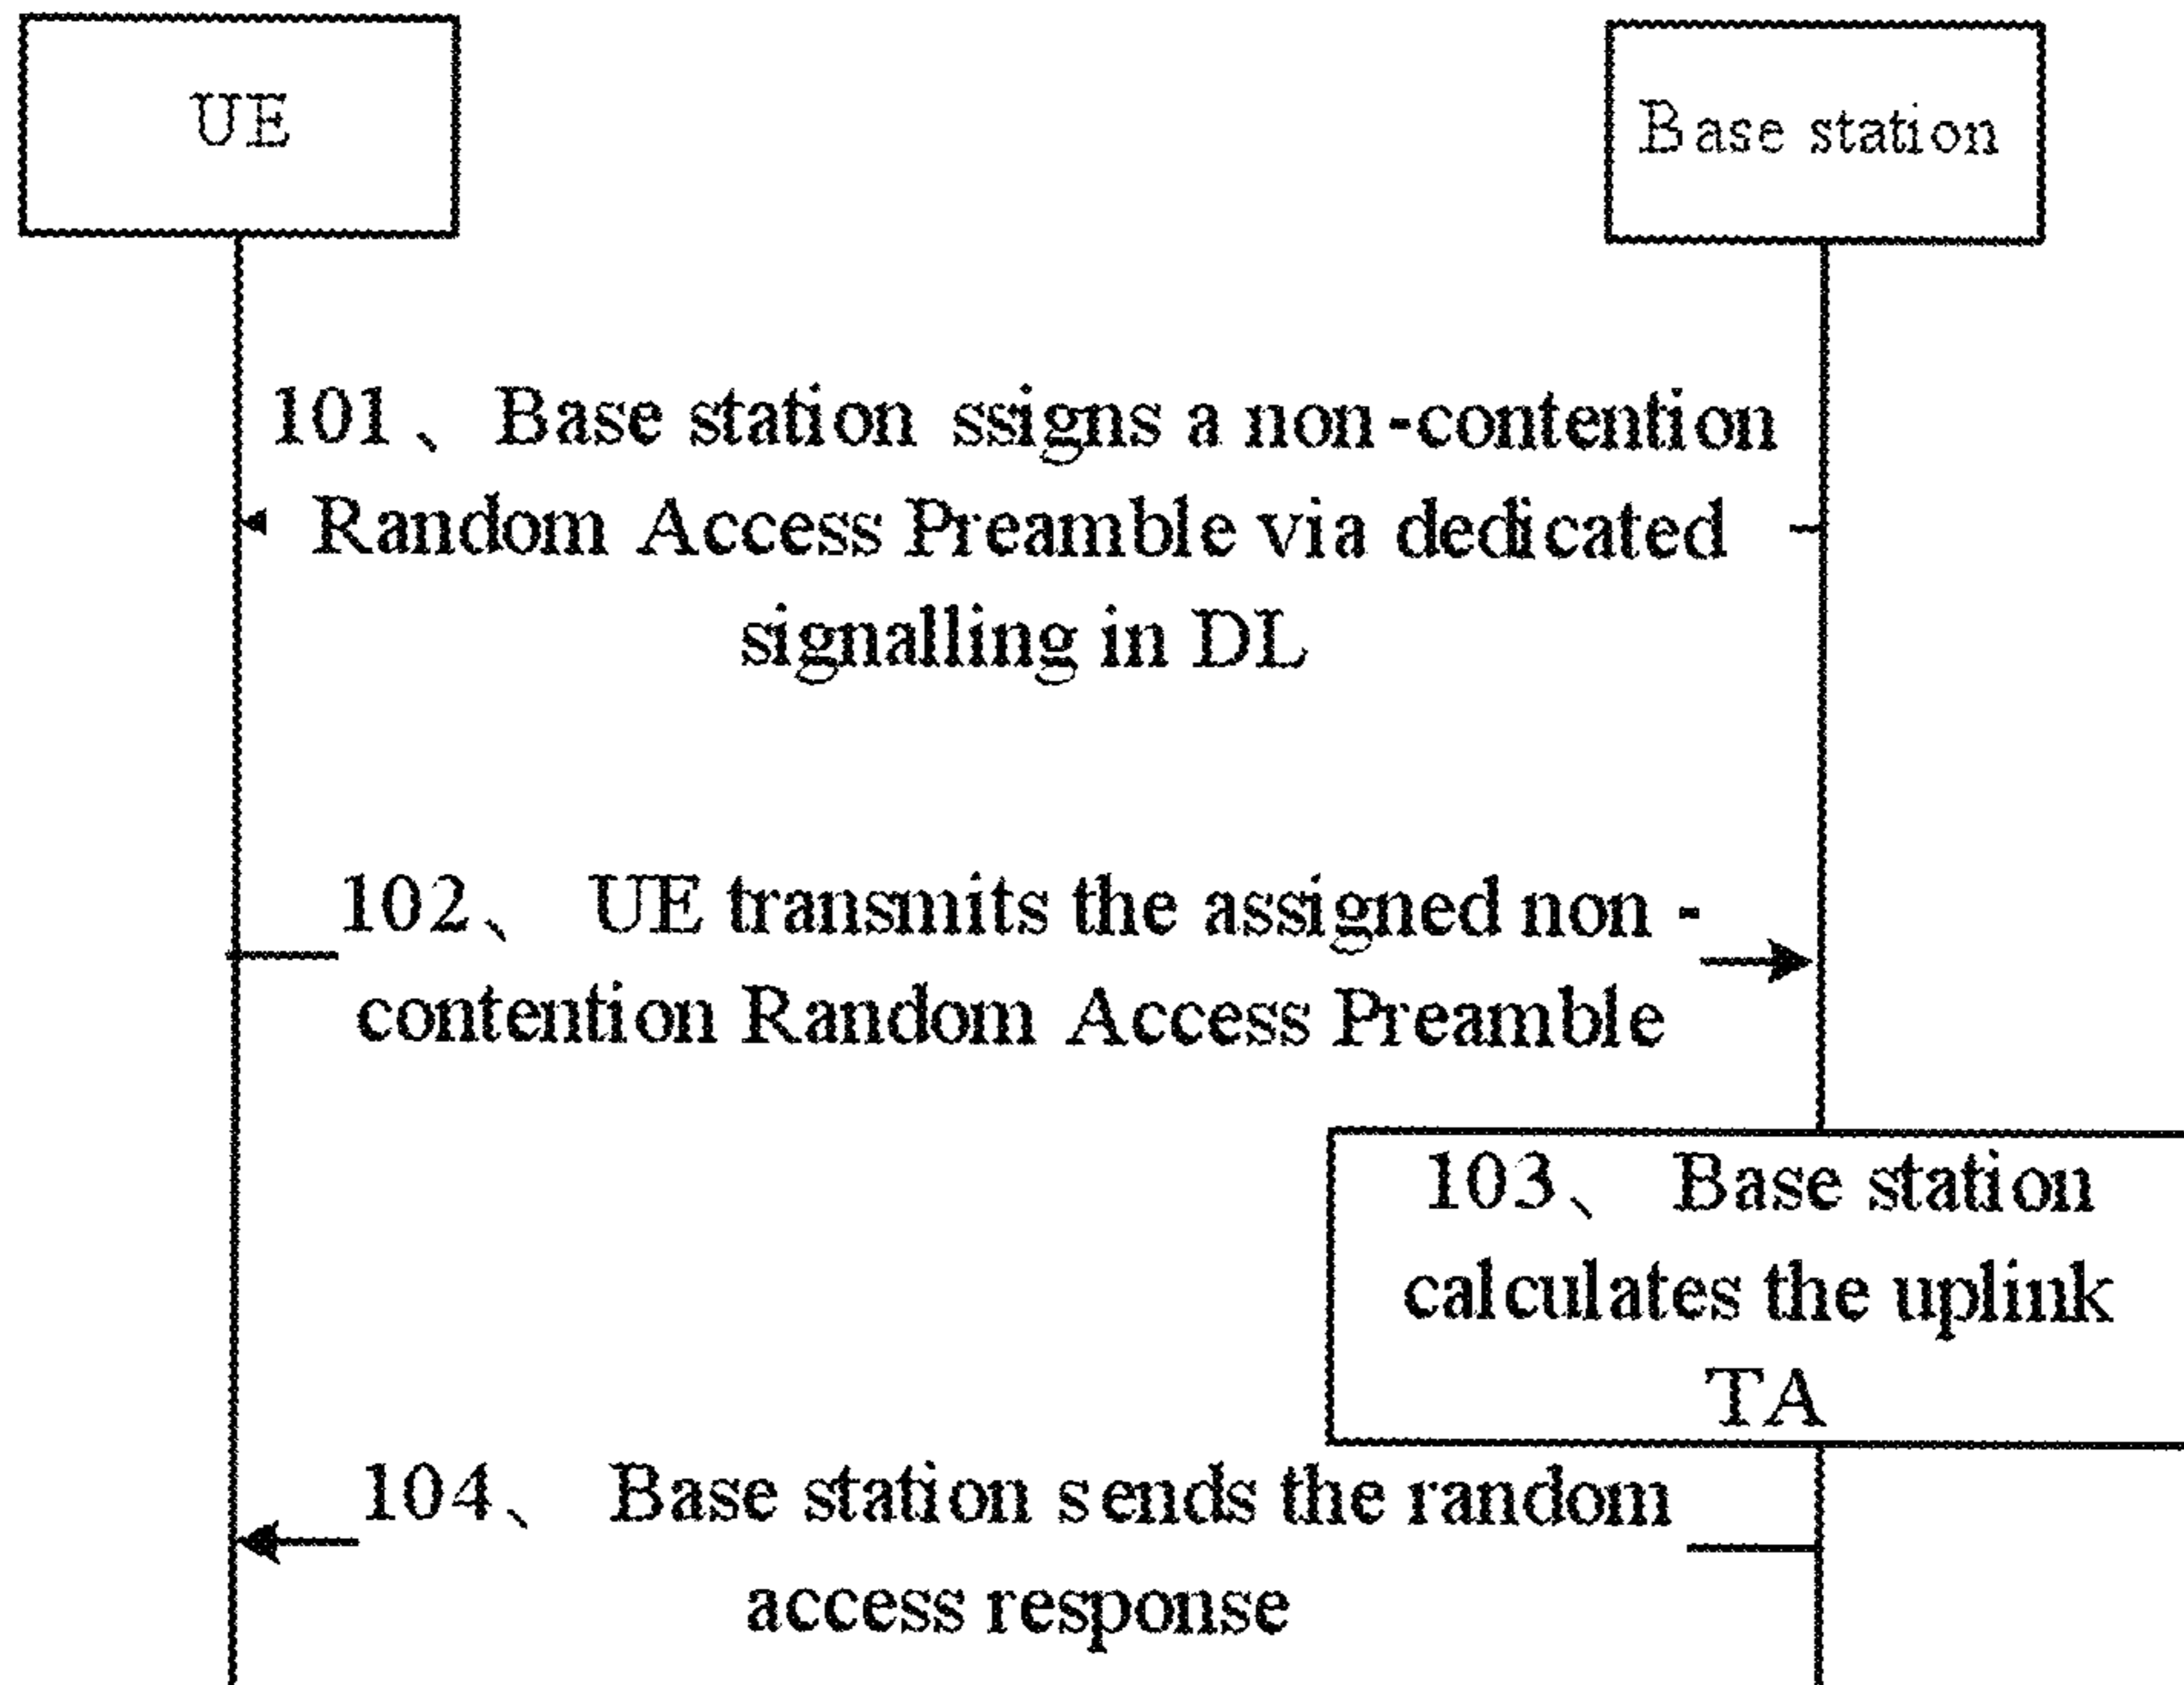 UE
Base station
101、 Base station ssigns a non-contention
Random Access Preamble via dedicated
signalling in DL
102、 UE transmits the assigned non -
contention Random Access Preamble
103、 Base station
calculates the uplink
TA
104、 Base station sends the random
access response